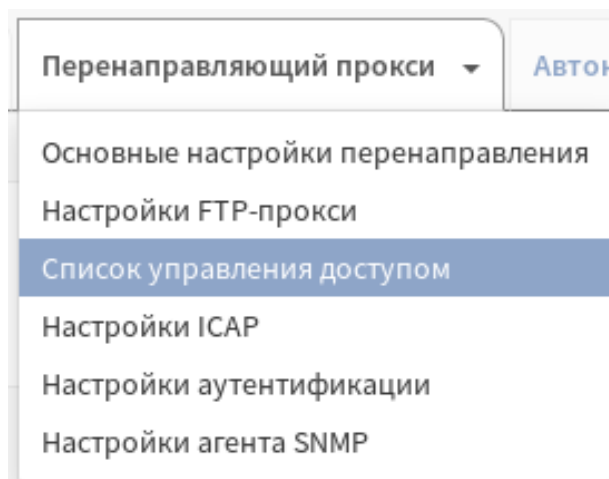 Перенаправляющий прокси
Основные настройки перенаправления
Настройки FTP-прокси
Список управления доступом
Настройки ICAP
Настройки аутентификации
Настройки агента SNMP